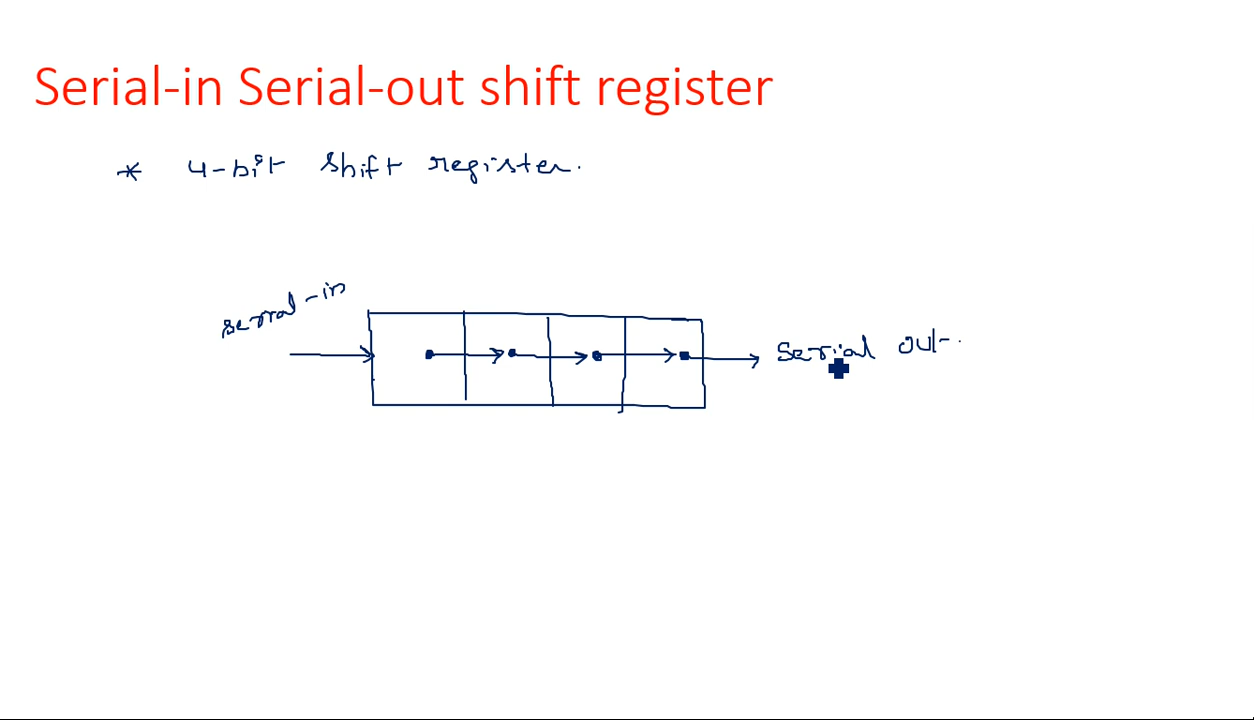 Serial-in Serial-out shift register
* 4-bit shift register.
serial-in
serial out.